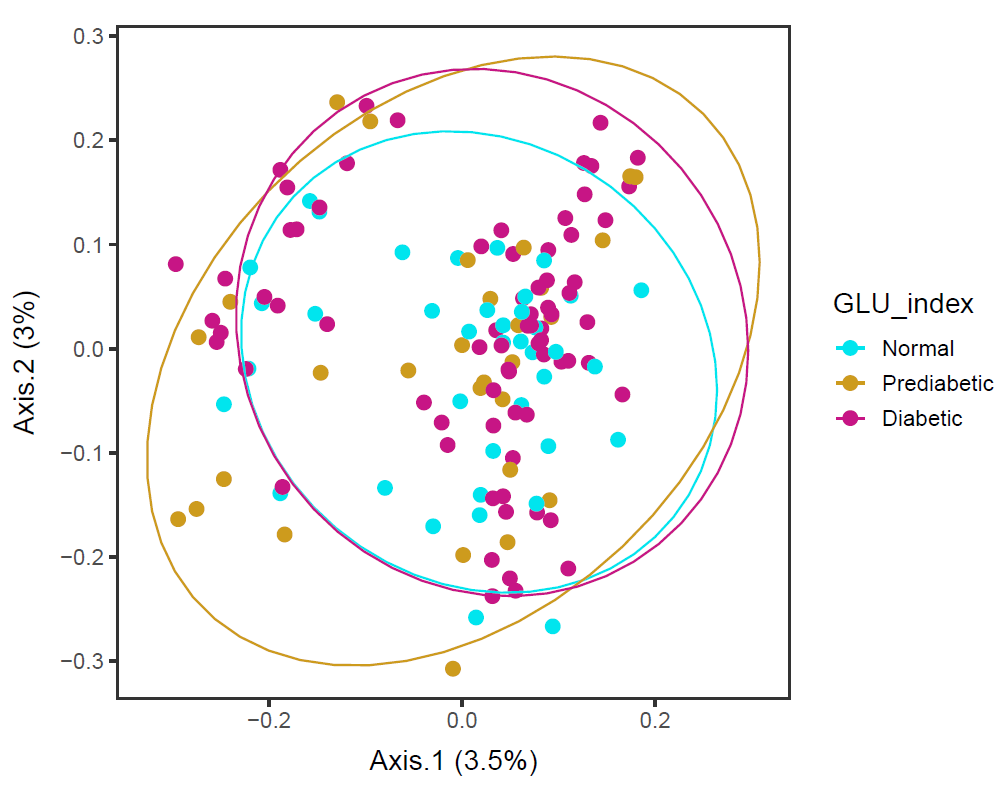 0.3
0.2
0.1
0.0
−0.1
−0.2
−0.3
Axis.2 (3%)
−0.2
0.0
0.2
Axis.1 (3.5%)
GLU_index
Normal
Prediabetic
Diabetic